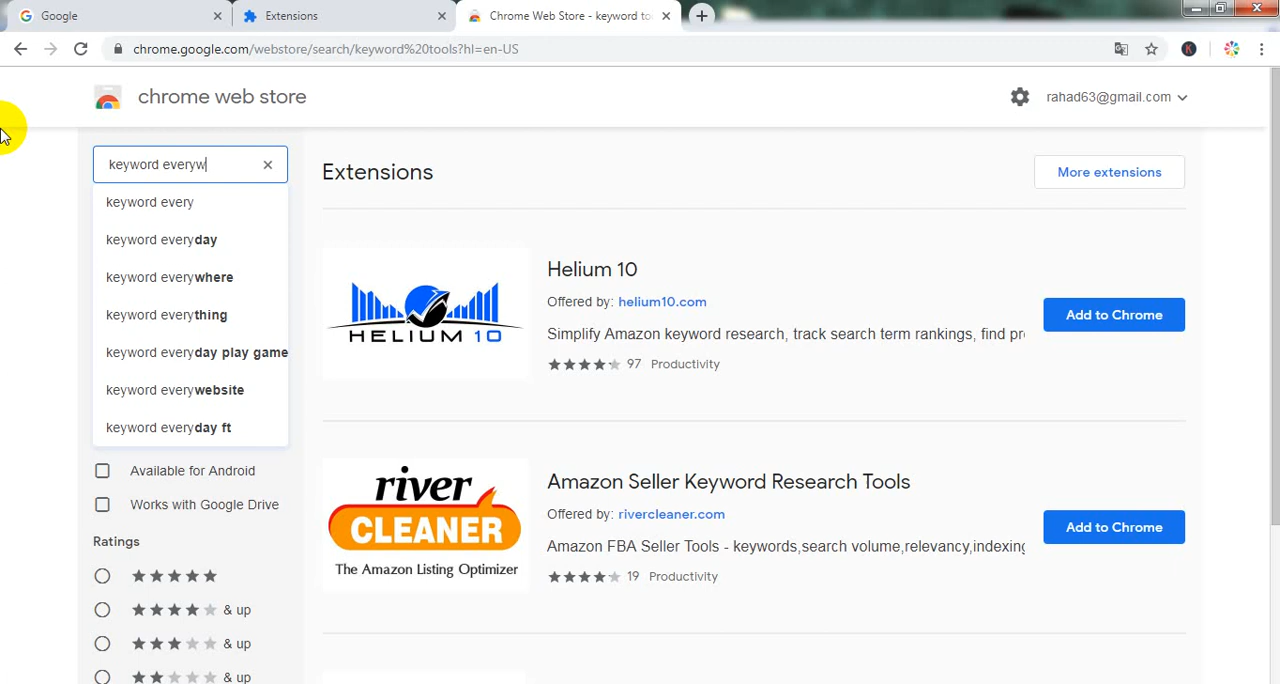 Google
Extensions
Chrome Web Store - keyword to
chrome.google.com/webstore/search/keyword%20tools?hl=en-US
chrome web store
rahad63@gmail.com
keyword everyw
keyword every
keyword everyday
keyword everywhere
keyword everything
keyword everyday play game
keyword everywebsite
keyword everyday ft
Available for Android
Works with Google Drive
Ratings
& up
& up
& up
Extensions
More extensions
HELIUM 10
Helium 10
Offered by: helium10.com
Simplify Amazon keyword research, track search term rankings, find pr
97 Productivity
Add to Chrome
river
CLEANER
The Amazon Listing Optimizer
Amazon Seller Keyword Research Tools
Offered by: rivercleaner.com
Amazon FBA Seller Tools - keywords,search volume,relevancy,indexing
19 Productivity
Add to Chrome